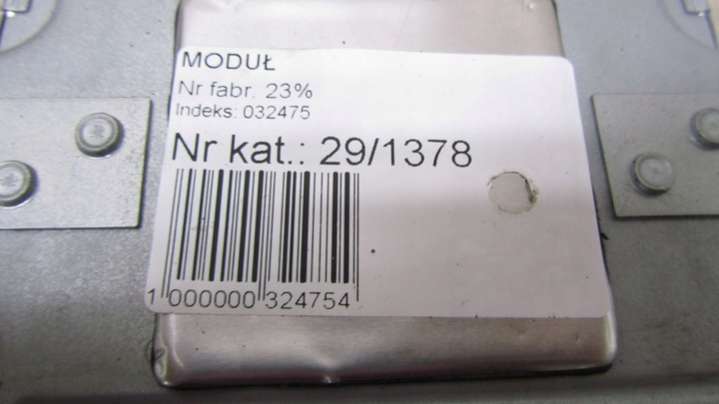 MODUŁ
Nr fabr. 23%
Indeks: 032475
Nr kat.: 29/1378
1 000000 324754